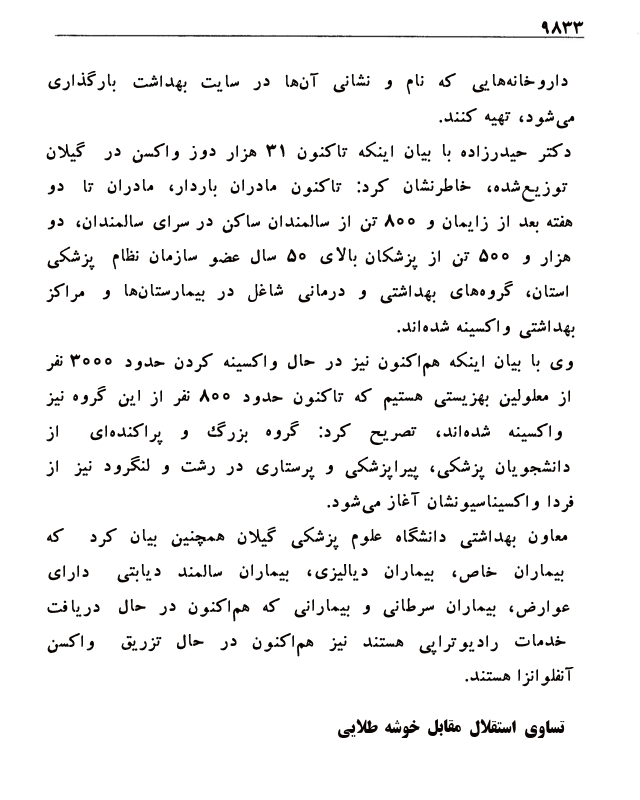 ۹۸۳۳
داروخانه‌هایی که نام و نشانی آن‌ها در سایت بهداشت بارگذاری
می‌شود، تهیه کنند.
دکتر حیدرزاده با بیان اینکه تاکنون ۳۱ هزار دوز واکسن در گیلان
توزیع‌شده، خاطرنشان کرد: تاکنون مادران باردار، مادران تا دو
هفته بعد از زایمان و ۸۰۰ تن از سالمندان ساکن در سرای سالمندان، دو
هزار و ۵۰۰ تن از پزشکان بالای ۵۰ سال عضو سازمان نظام پزشکی
استان، گروه‌های بهداشتی و درمانی شاغل در بیمارستان‌ها و مراکز
بهداشتی واکسینه شده‌اند.
وی با بیان اینکه هم‌اکنون نیز در حال واکسینه کردن حدود ۳۰۰۰ نفر
از معلولین بهزیستی هستیم که تاکنون حدود ۸۰۰ نفر از این گروه نیز
واکسینه شده‌اند، تصریح کرد: گروه بزرگ و پراکنده‌ای از
دانشجویان پزشکی، پیراپزشکی و پرستاری در رشت و لنگرود نیز از
فردا واکسیناسیونشان آغاز می‌شود.
معاون بهداشتی دانشگاه علوم پزشکی گیلان همچنین بیان کرد که
بیماران خاص، بیماران دیالیزی، بیماران سالمند دیابتی دارای
عوارض، بیماران سرطانی و بیمارانی که هم‌اکنون در حال دریافت
خدمات رادیوتراپی هستند نیز هم‌اکنون در حال تزریق واکسن
آنفلوانزا هستند.
تساوی استقلال مقابل خوشه طلایی